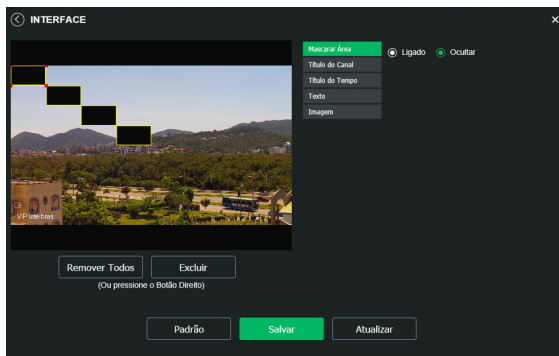 INTERFACE
Mascarar Área
Ligado
Ocultar
Título do Canal
Título do Tempo
Texto
Imagem
VIP Intelbras
Remover Todos
Excluir
(Ou pressione o Botão Direito)
Padrão
Salvar
Atualizar